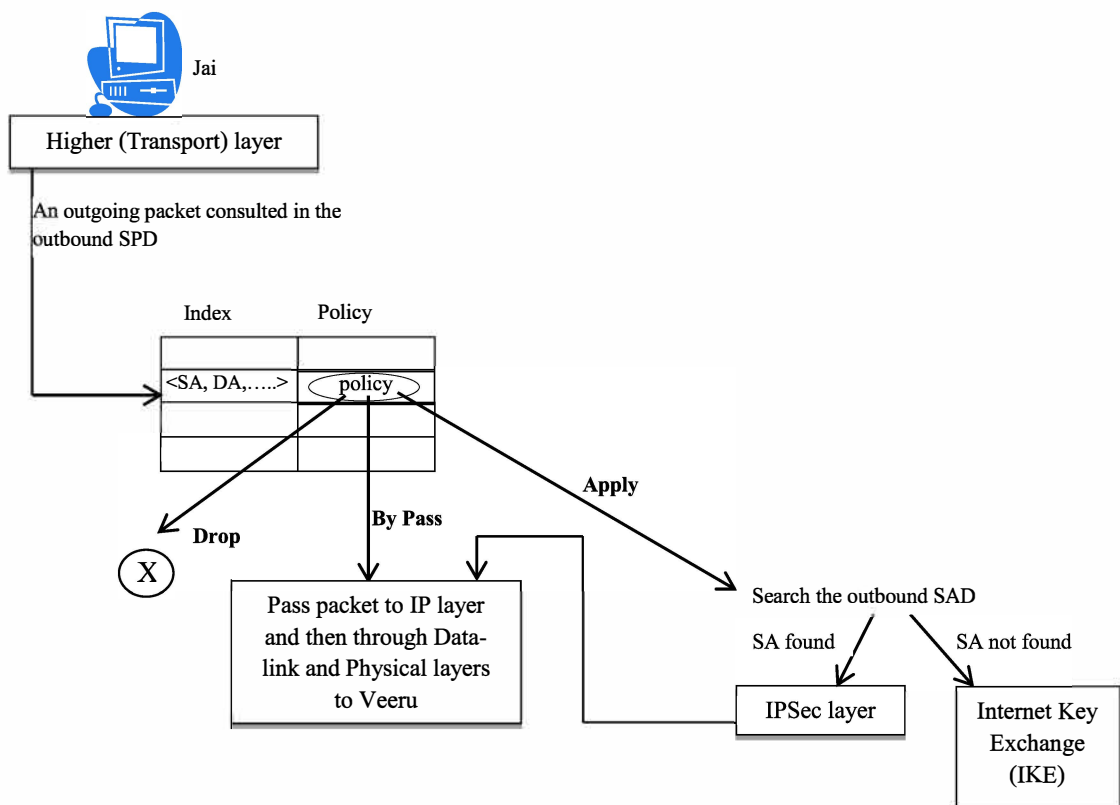 Jai
Higher (Transport) layer
An outgoing packet consulted in the
outbound SPD
Index Policy
<SA, DA,…..> policy
Apply
By Pass
Drop
X
Pass packet to IP layer
and then through Data-
link and Physical layers
to Veeru
Search the outbound SAD
SA found SA not found
IPSec layer
Internet Key
Exchange
(IKE)